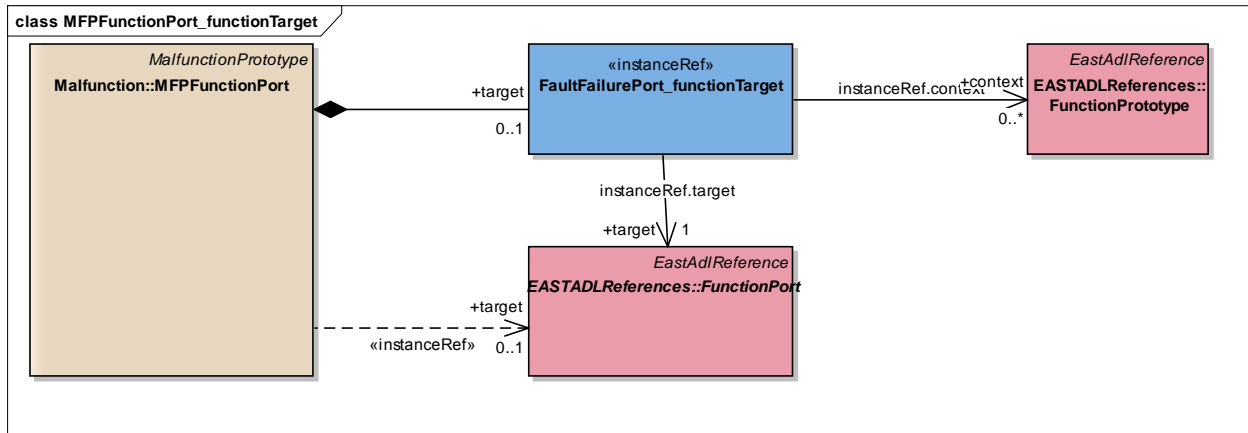 class MFPFunctionPort_functionTarget
MalfunctionPrototype
Malfunction::MFPFunctionPort
+target
0..1
«instanceRef»
FaultFailurePort_functionTarget
instanceRef.context
+context
0..*
EastAdlReference
EASTADLReferences::
FunctionPrototype
instanceRef.target
+target
1
EastAdlReference
EASTADLReferences::FunctionPort
+target
0..1
«instanceRef»